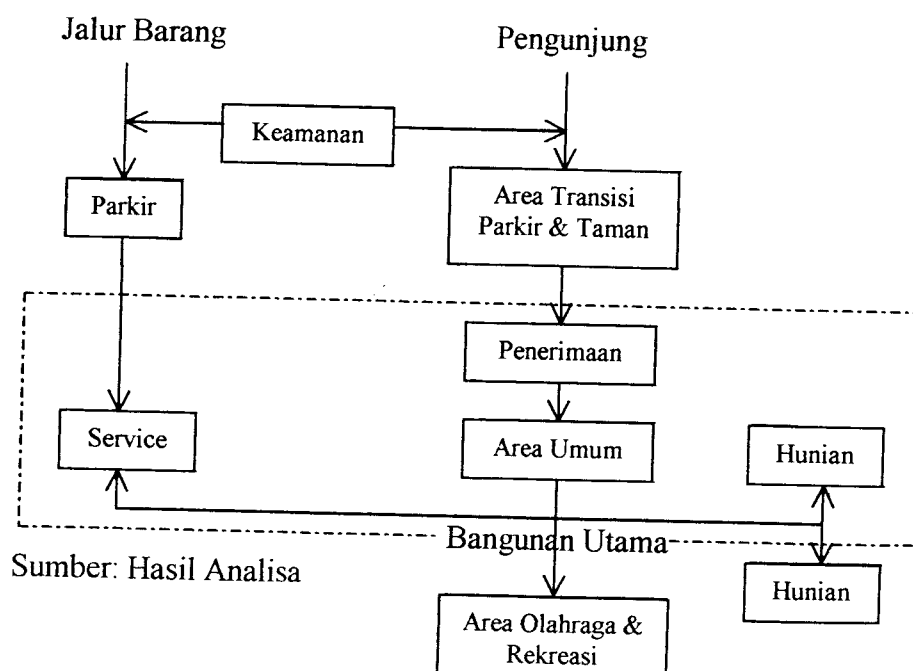 Jalur Barang
Pengunjung
Keamanan
Parkir
Area Transisi
Parkir & Taman
Penerimaan
Service
Area Umum
Hunian
Bangunan Utama
Sumber: Hasil Analisa
Hunian
Area Olahraga &
Rekreasi